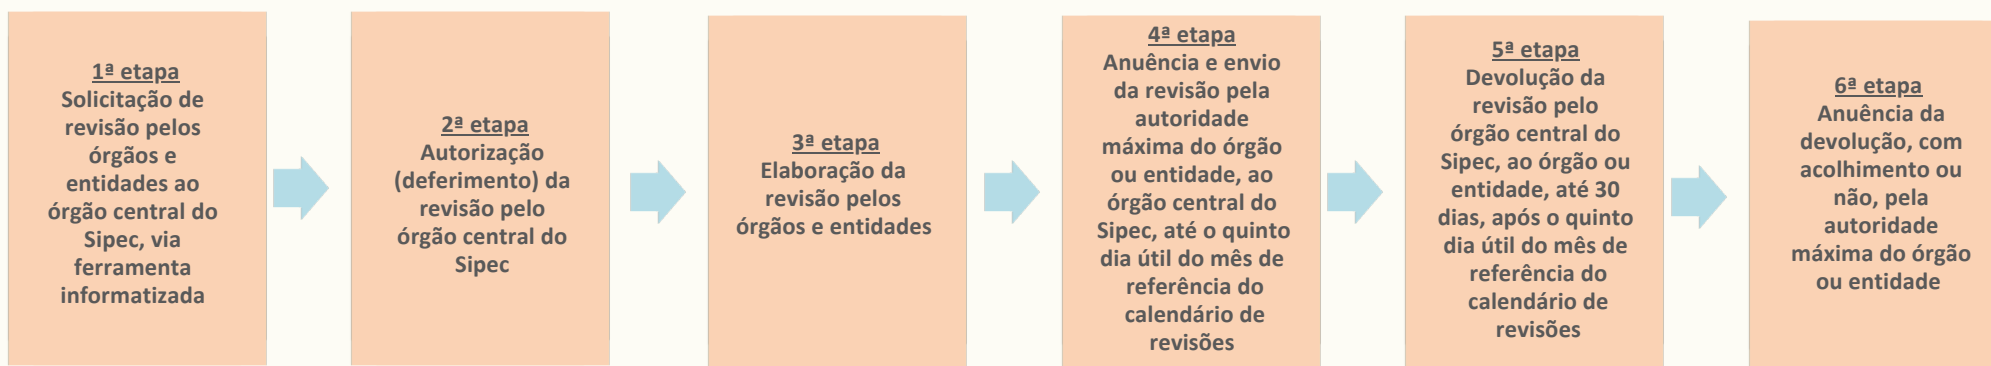 1ª etapa
Solicitação de
revisão pelos
órgãos e
entidades ao
órgão central do
Sipec, via
ferramenta
informatizada
2ª etapa
Autorização
(deferimento) da
revisão pelo
órgão central do
Sipec
3ª etapa
Elaboração da
revisão pelos
órgãos e entidades
4ª etapa
Anuência e envio
da revisão pela
autoridade
máxima do órgão
ou entidade, ao
órgão central do
Sipec, até o quinto
dia útil do mês de
referência do
calendário de
revisões
5ª etapa
Devolução da
revisão pelo
órgão central do
Sipec, ao órgão ou
entidade, até 30
dias, após o quinto
dia útil do mês de
referência do
calendário de
revisões
6ª etapa
Anuência da
devolução, com
acolhimento ou
não, pela
autoridade
máxima do órgão
ou entidade